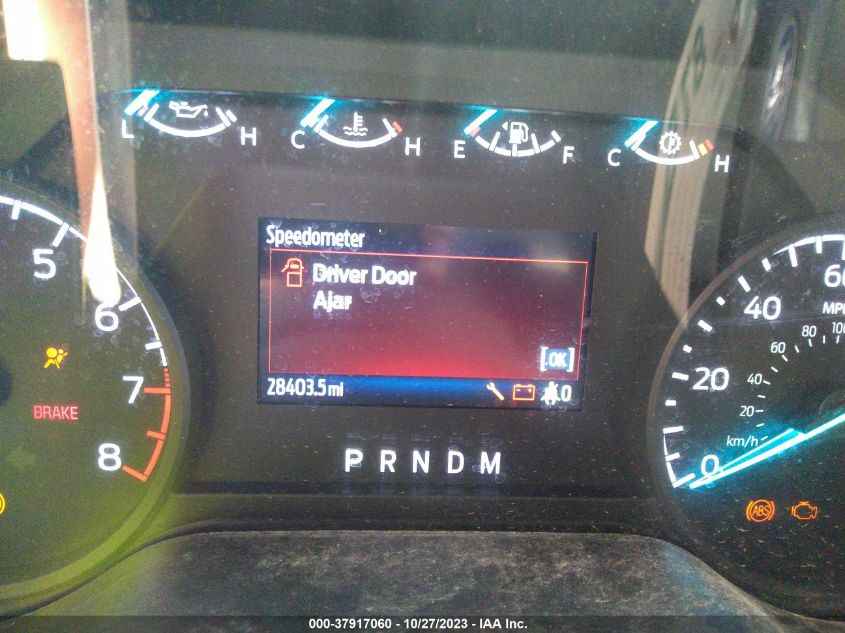 L H C H E F C P H
Speedometer
Driver Door
Ajar
[OK]
28403.5 mi
5
6
7
8
BRAKE
P R N D M
60
40
20
0
MPH
100
80
60
40
20
km/h
ABS
000-37917060 - 10/27/2023 - IAA Inc.